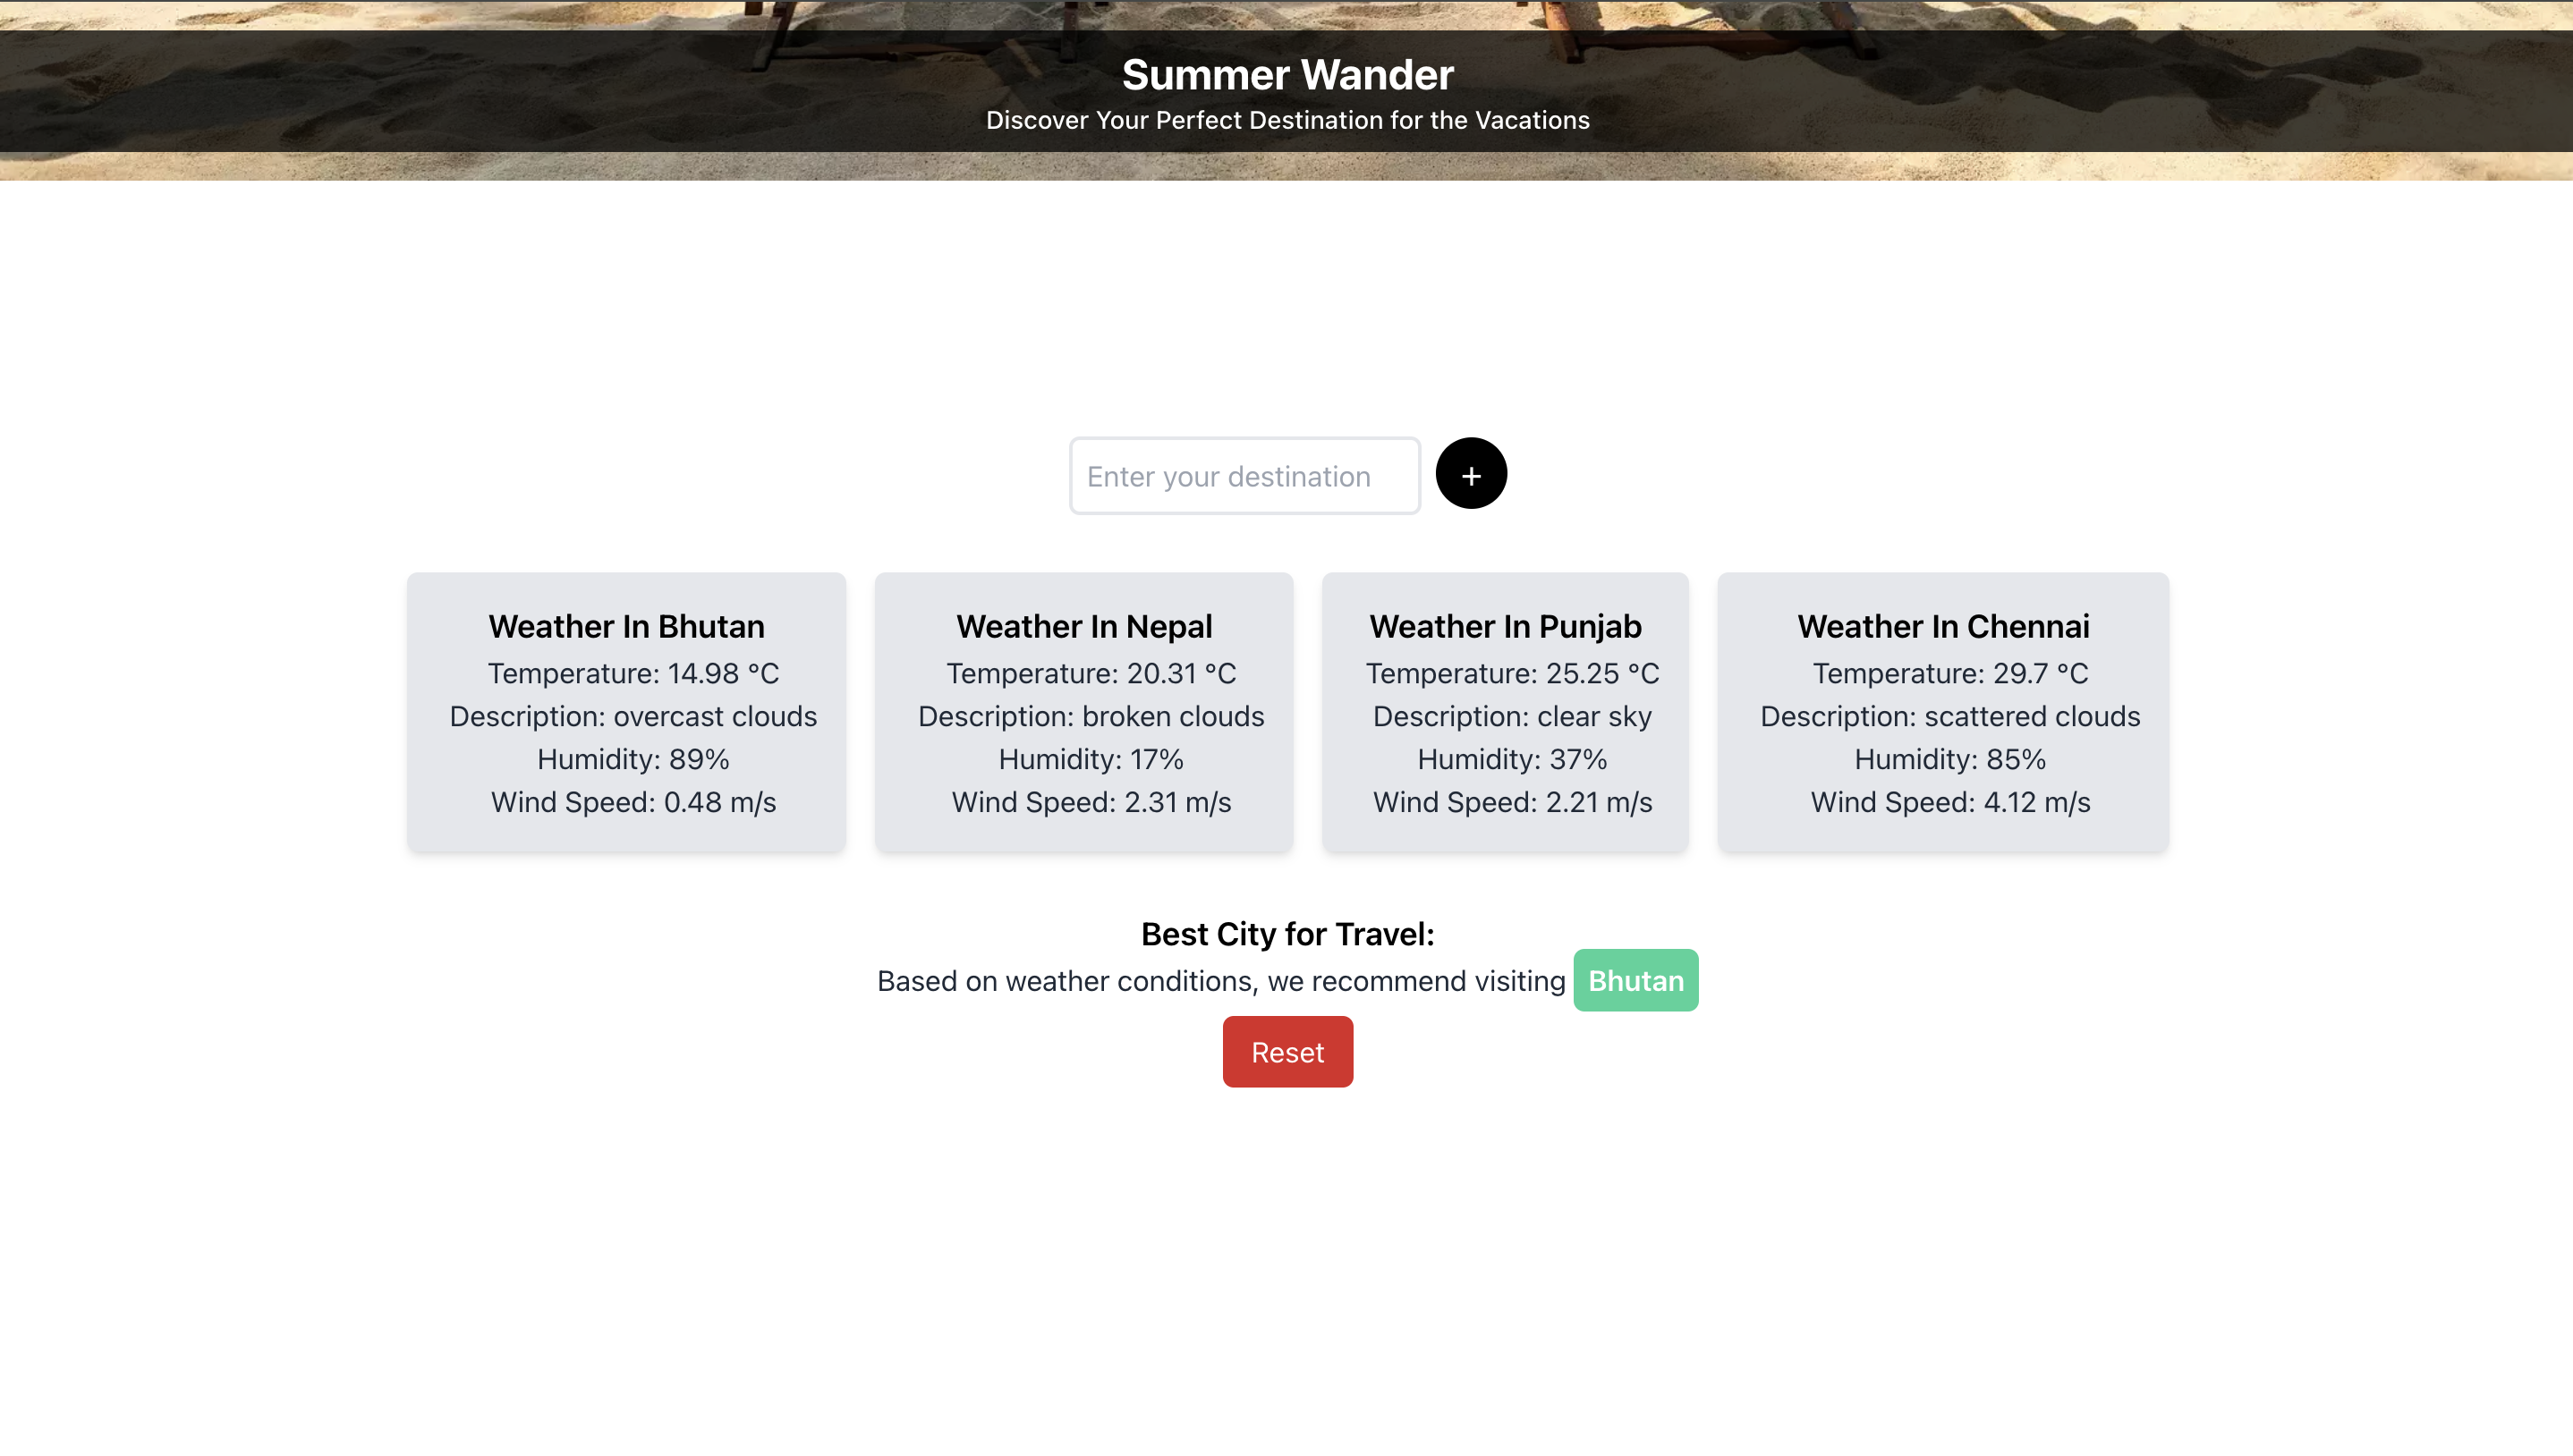 Summer Wander
Discover Your Perfect Destination for the Vacations
Enter your destination
+
Weather In Bhutan
Temperature: 14.98 °C
Description: overcast clouds
Humidity: 89%
Wind Speed: 0.48 m/s
Weather In Nepal
Temperature: 20.31 °C
Description: broken clouds
Humidity: 17%
Wind Speed: 2.31 m/s
Weather In Punjab
Temperature: 25.25 °C
Description: clear sky
Humidity: 37%
Wind Speed: 2.21 m/s
Weather In Chennai
Temperature: 29.7 °C
Description: scattered clouds
Humidity: 85%
Wind Speed: 4.12 m/s
Best City for Travel:
Based on weather conditions, we recommend visiting Bhutan
Reset